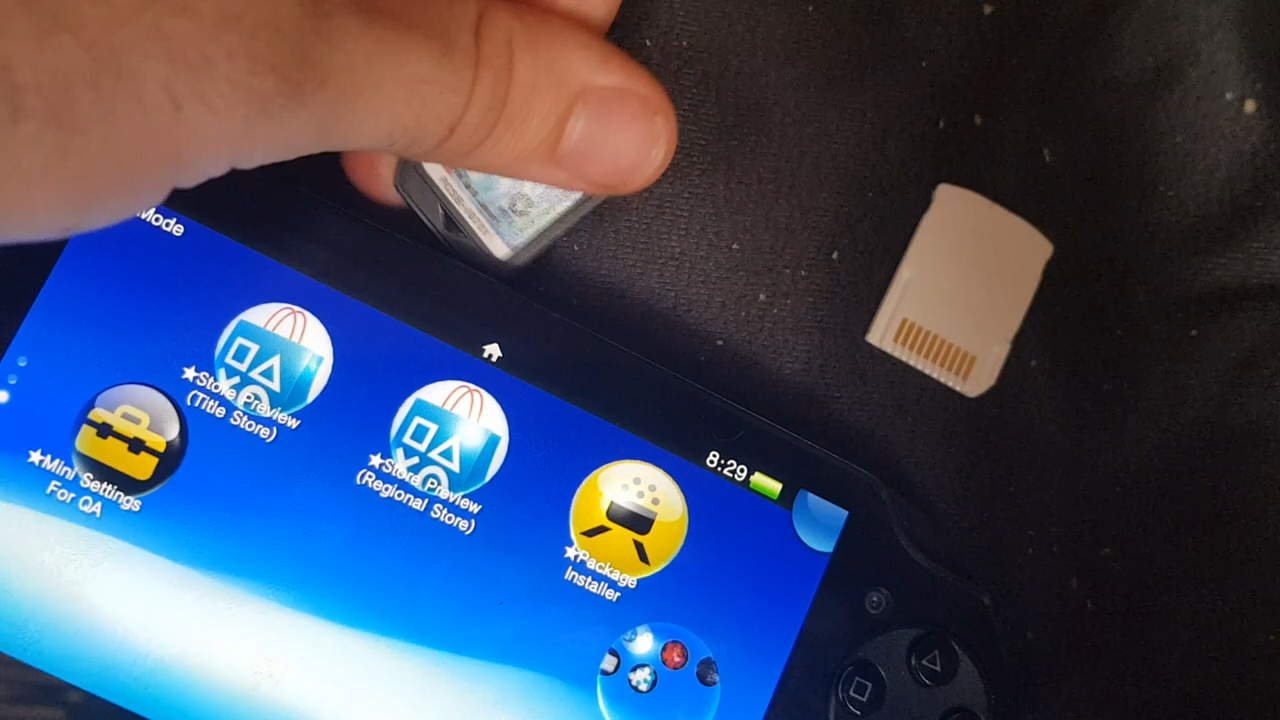 Mode
★Store Preview
(Title Store)
★Mini Settings
For QA
★Store Preview
(Regional Store)
8:29
★Package
Installer